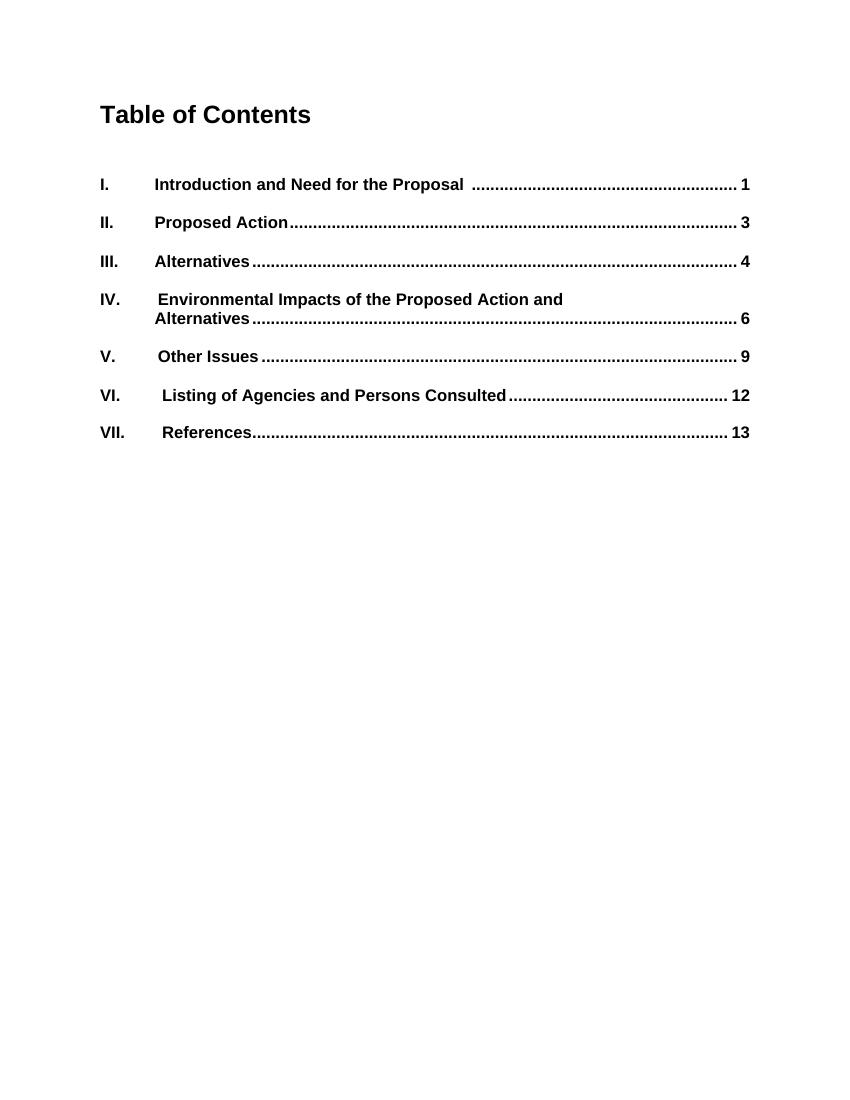 Table of Contents
I. Introduction and Need for the Proposal ......................................................... 1
II. Proposed Action................................................................................................ 3
III. Alternatives........................................................................................................ 4
IV. Environmental Impacts of the Proposed Action and
Alternatives........................................................................................................ 6
V. Other Issues...................................................................................................... 9
VI. Listing of Agencies and Persons Consulted............................................... 12
VII. References...................................................................................................... 13